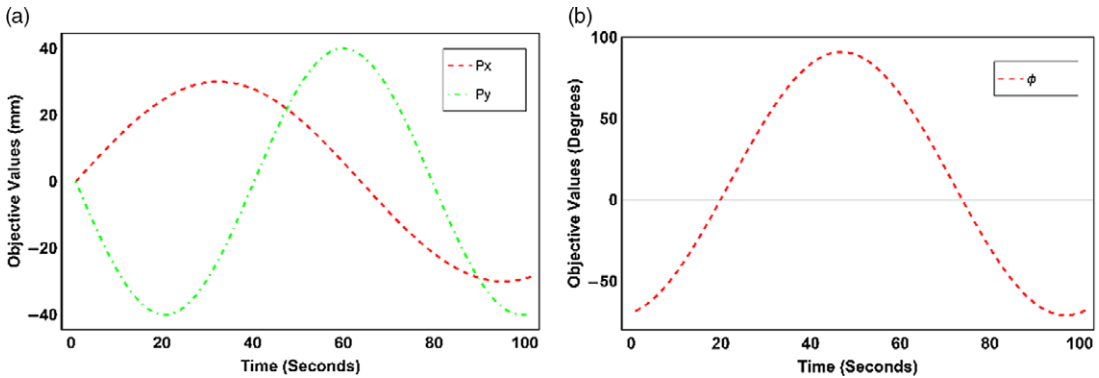 (a)
Objective Values (mm)
40
20
0
−20
−40
Px
Py
0 20 40 60 80 100
Time (Seconds)
(b)
Objective Values (Degrees)
100
50
0
−50
ϕ
0 20 40 60 80 100
Time (Seconds)